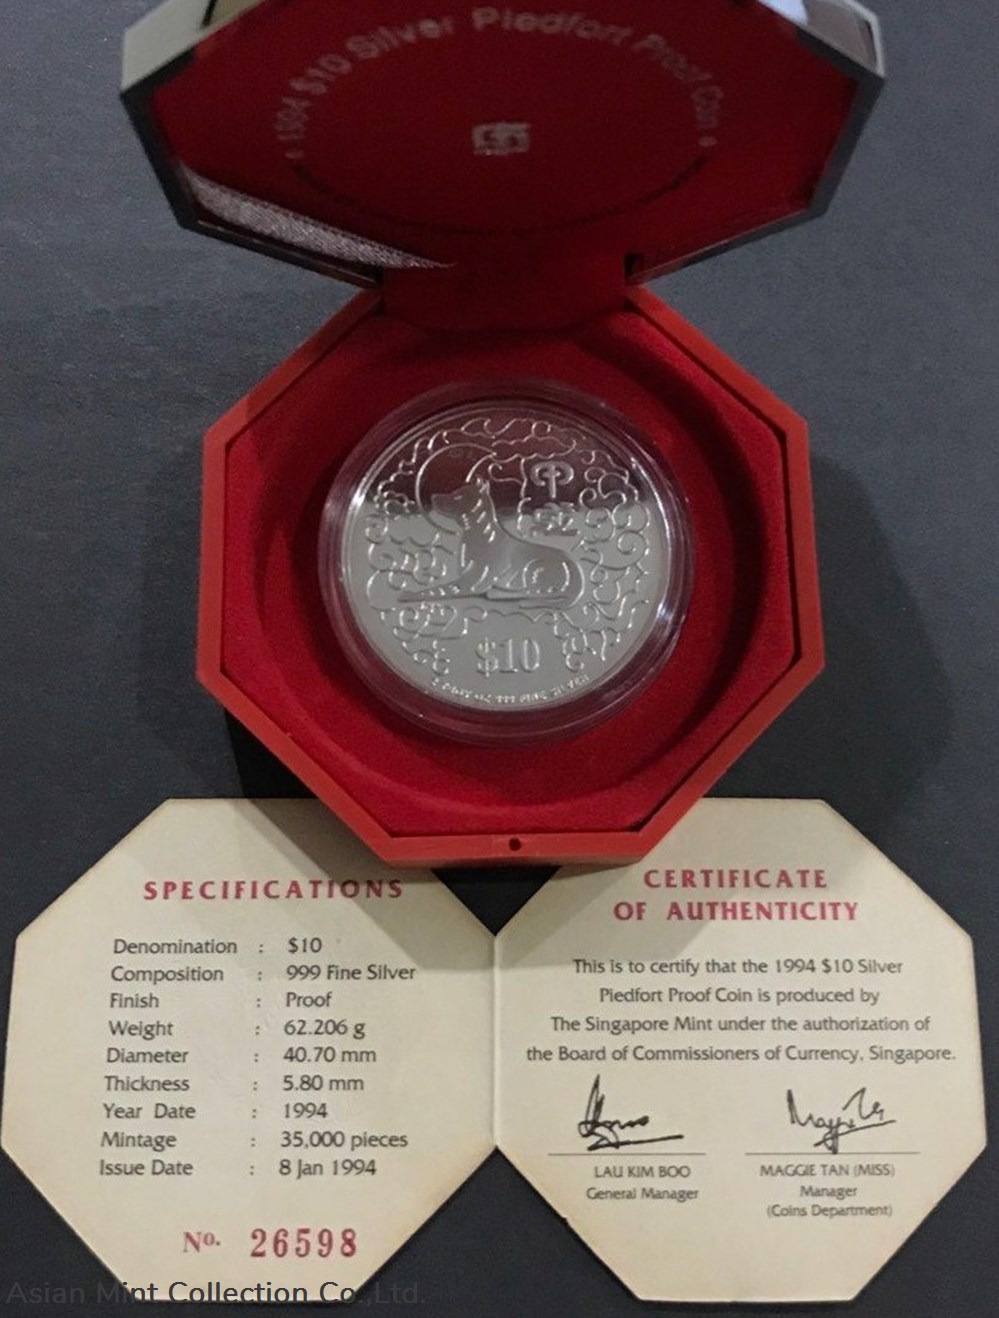 • 1994 $10 Silver Piedfort Proof Coin •
甲
$10
SPECIFICATIONS
Denomination : $10
Composition : 999 Fine Silver
Finish : Proof
Weight : 62.206 g
Diameter : 40.70 mm
Thickness : 5.80 mm
Year Date : 1994
Mintage : 35,000 pieces
Issue Date : 8 Jan 1994
No. 26598
CERTIFICATE
OF AUTHENTICITY
This is to certify that the 1994 $10 Silver
Piedfort Proof Coin is produced by
The Singapore Mint under the authorization of
the Board of Commissioners of Currency, Singapore.
LAU KIM BOO
General Manager
MAGGIE TAN (MISS)
Manager
(Coins Department)
Asian Mint Collection Co.,Ltd.